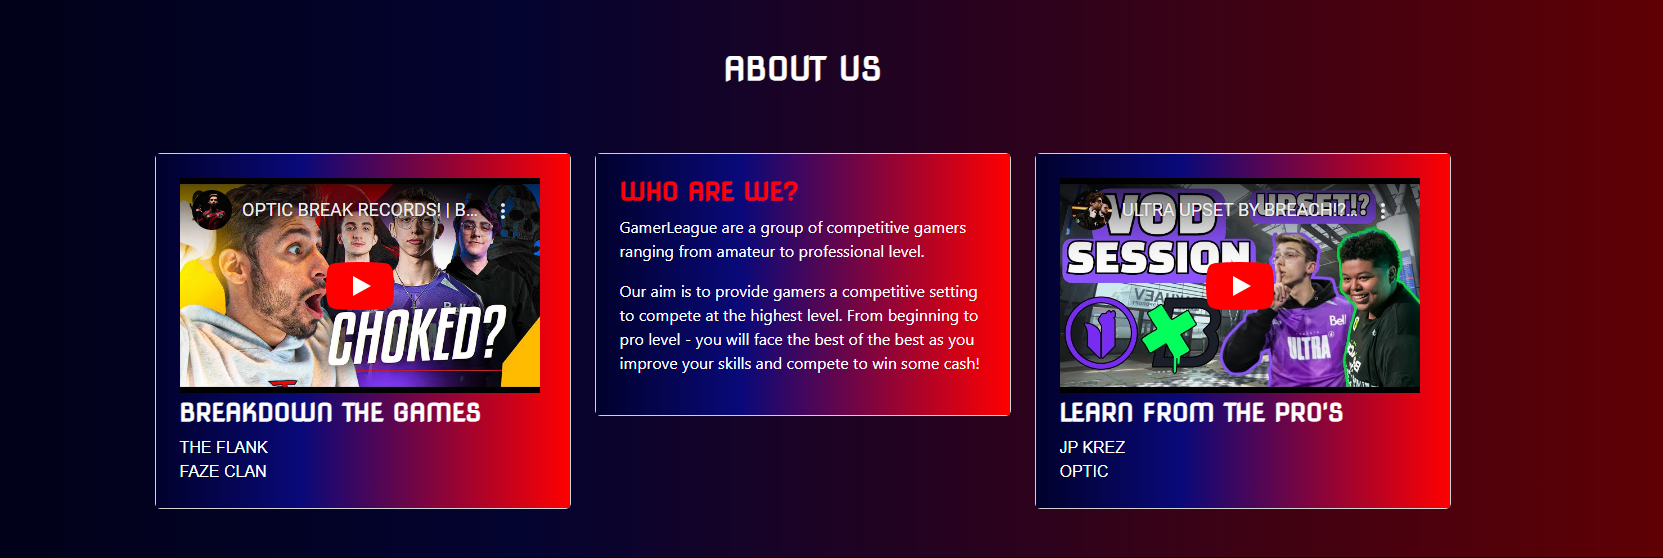 ABOUT US
OPTIC BREAK RECORDS! | B...
CHOKED?
BREAKDOWN THE GAMES
THE FLANK
FAZE CLAN
WHO ARE WE?
GamerLeague are a group of competitive gamers
ranging from amateur to professional level.
Our aim is to provide gamers a competitive setting
to compete at the highest level. From beginning to
pro level - you will face the best of the best as you
improve your skills and compete to win some cash!
ULTRA UPSET BY BREACH!?...
VOD UPSET!?
SESSION
Bell
ULTRA
LEARN FROM THE PRO'S
JP KREZ
OPTIC